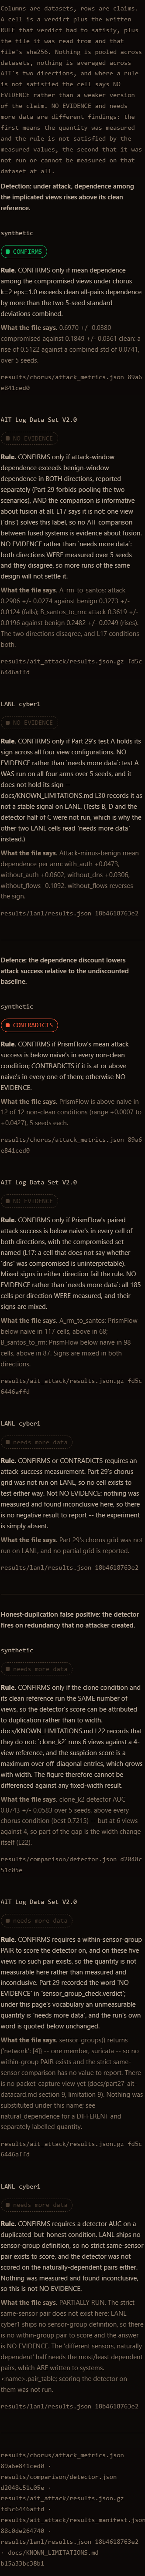 Columns are datasets, rows are claims.
A cell is a verdict plus the written
RULE that verdict had to satisfy, plus
the file it was read from and that
file's sha256. Nothing is pooled across
datasets, nothing is averaged across
AIT's two directions, and where a rule
is not satisfied the cell says NO
EVIDENCE rather than a weaker version
of the claim. NO EVIDENCE and needs
more data are different findings: the
first means the quantity was measured
and the rule is not satisfied by the
measured values, the second that it was
not run or cannot be measured on that
dataset at all.
Detection: under attack, dependence among
the implicated views rises above its clean
reference.
synthetic
CONFIRMS
Rule. CONFIRMS only if mean dependence
among the compromised views under chorus
k=2 eps=1.0 exceeds clean all-pairs dependence
by more than the two 5-seed standard
deviations combined.
What the file says. 0.6970 +/- 0.0380
compromised against 0.1849 +/- 0.0361 clean: a
rise of 0.5122 against a combined std of 0.0741,
over 5 seeds.
results/chorus/attack_metrics.json 89a6
e841ced0
AIT Log Data Set V2.0
NO EVIDENCE
Rule. CONFIRMS only if attack-window
dependence exceeds benign-window
dependence in BOTH directions, reported
separately (Part 29 forbids pooling the two
scenarios), AND the comparison is informative
about fusion at all. L17 says it is not: one view
('dns') solves this label, so no AIT comparison
between fused systems is evidence about fusion.
NO EVIDENCE rather than 'needs more data':
both directions WERE measured over 5 seeds
and they disagree, so more runs of the same
design will not settle it.
What the file says. A_rm_to_santos: attack
0.2906 +/- 0.0074 against benign 0.3273 +/-
0.0124 (falls); B_santos_to_rm: attack 0.3619 +/-
0.0196 against benign 0.2482 +/- 0.0249 (rises).
The two directions disagree, and L17 conditions
both.
results/ait_attack/results.json.gz fd5c
6446affd
LANL cyber1
NO EVIDENCE
Rule. CONFIRMS only if Part 29's test A holds its
sign across all four view configurations. NO
EVIDENCE rather than 'needs more data': test A
WAS run on all four arms over 5 seeds, and it
does not hold its sign --
docs/KNOWN_LIMITATIONS.md L30 records it as
not a stable signal on LANL. (Tests B, D and the
detector half of C were not run, which is why the
other two LANL cells read 'needs more data'
instead.)
What the file says. Attack-minus-benign mean
dependence per arm: with_auth +0.0473,
without_auth +0.0602, without_dns +0.0306,
without_flows -0.1092. without_flows reverses
the sign.
results/lanl/results.json 18b4618763e2
Defence: the dependence discount lowers
attack success relative to the undiscounted
baseline.
synthetic
CONTRADICTS
Rule. CONFIRMS if PrismFlow's mean attack
success is below naive's in every non-clean
condition; CONTRADICTS if it is at or above
naive's in every one of them; otherwise NO
EVIDENCE.
What the file says. PrismFlow is above naive in
12 of 12 non-clean conditions (range +0.0007 to
+0.0427), 5 seeds each.
results/chorus/attack_metrics.json 89a6
e841ced0
AIT Log Data Set V2.0
NO EVIDENCE
Rule. CONFIRMS only if PrismFlow's paired
attack success is below naive's in every cell of
both directions, with the compromised set
named (L17: a cell that does not say whether
`dns` was compromised is uninterpretable).
Mixed signs in either direction fail the rule. NO
EVIDENCE rather than 'needs more data': all 185
cells per direction WERE measured, and their
signs are mixed.
What the file says. A_rm_to_santos: PrismFlow
below naive in 117 cells, above in 68;
B_santos_to_rm: PrismFlow below naive in 98
cells, above in 87. Signs are mixed in both
directions.
results/ait_attack/results.json.gz fd5c
6446affd
LANL cyber1
needs more data
Rule. CONFIRMS or CONTRADICTS requires an
attack-success measurement. Part 29's chorus
grid was not run on LANL, so no cell exists to
test either way. Not NO EVIDENCE: nothing was
measured and found inconclusive here, so there
is no negative result to report -- the experiment
is simply absent.
What the file says. Part 29's chorus grid was not
run on LANL, and no partial grid is reported.
results/lanl/results.json 18b4618763e2
Honest-duplication false positive: the detector
fires on redundancy that no attacker created.
synthetic
needs more data
Rule. CONFIRMS only if the clone condition and
its clean reference run the SAME number of
views, so the detector's score can be attributed
to duplication rather than to width.
docs/KNOWN_LIMITATIONS.md L22 records that
they do not: 'clone_k2' runs 6 views against a 4-
view reference, and the suspicion score is a
maximum over off-diagonal entries, which grows
with width. The figure therefore cannot be
differenced against any fixed-width result.
What the file says. clone_k2 detector AUC
0.8743 +/- 0.0583 over 5 seeds, above every
chorus condition (best 0.7215) -- but at 6 views
against 4, so part of the gap is the width change
itself (L22).
results/comparison/detector.json d2048c
51c05e
AIT Log Data Set V2.0
needs more data
Rule. CONFIRMS requires a within-sensor-group
PAIR to score the detector on, and on these five
views no such pair exists, so the quantity is not
measurable here rather than measured and
inconclusive. Part 29 recorded the word `NO
EVIDENCE` in `sensor_group_check.verdict`;
under this page's vocabulary an unmeasurable
quantity is 'needs more data', and the run's own
word is quoted below unchanged.
What the file says. sensor_groups() returns
{'network': [4]} -- one member, suricata -- so no
within-group PAIR exists and the strict same-
sensor comparison has no value to report. There
is no packet-capture view yet (docs/part27-ait-
datacard.md section 9, limitation 9). Nothing was
substituted under this name; see
natural_dependence for a DIFFERENT and
separately labelled quantity.
results/ait_attack/results.json.gz fd5c
6446affd
LANL cyber1
needs more data
Rule. CONFIRMS requires a detector AUC on a
duplicated-but-honest condition. LANL ships no
sensor-group definition, so no strict same-sensor
pair exists to score, and the detector was not
scored on the naturally-dependent pairs either.
Nothing was measured and found inconclusive,
so this is not NO EVIDENCE.
What the file says. PARTIALLY RUN. The strict
same-sensor pair does not exist here: LANL
cyber1 ships no sensor-group definition, so there
is no within-group pair to score and the answer
is NO EVIDENCE. The 'different sensors, naturally
dependent' half needs the most/least dependent
pairs, which ARE written to systems.
<name>.pair_table; scoring the detector on
them was not run.
results/lanl/results.json 18b4618763e2
results/chorus/attack_metrics.json
89a6e841ced0 ·
results/comparison/detector.json
d2048c51c05e ·
results/ait_attack/results.json.gz
fd5c6446affd ·
results/ait_attack/results_manifest.json
88c0de264740 ·
results/lanl/results.json 18b4618763e2
· docs/KNOWN_LIMITATIONS.md
b15a33bc38b1